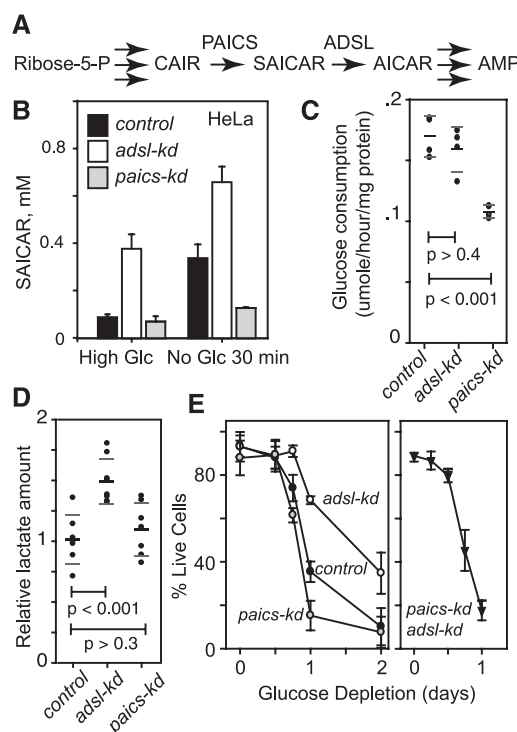 A
PAICS ADSL
Ribose-5-P CAIR SAICAR AICAR AMP
B
HeLa
control
adsl-kd
paics-kd
SAICAR, mM
0.8
0.4
0
High Glc No Glc 30 min
C
Glucose consumption
(umole/hour/mg protein)
.2
.1
0
p > 0.4
p < 0.001
control
adsl-kd
paics-kd
D
Relative lactate amount
2
1
0
p < 0.001
p > 0.3
control
adsl-kd
paics-kd
E
% Live Cells
80
40
0
adsl-kd
control
paics-kd
0 1 2
paics-kd
adsl-kd
0 1
Glucose Depletion (days)